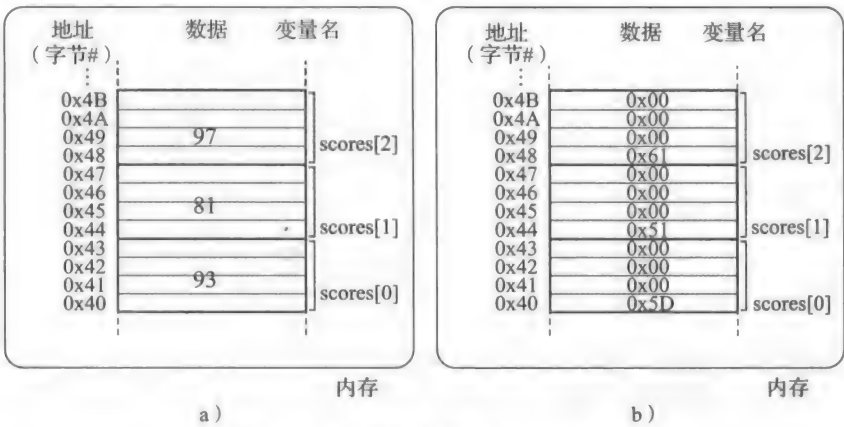 地址 数据 变量名
（字节#）
⋮
0x4B
0x4A
0x49 97
0x48 scores[2]
0x47
0x46
0x45 81
0x44 scores[1]
0x43
0x42
0x41 93
0x40 scores[0]
内存
a）
地址 数据 变量名
（字节#）
⋮
0x4B 0x00
0x4A 0x00
0x49 0x00
0x48 0x61 scores[2]
0x47 0x00
0x46 0x00
0x45 0x00
0x44 0x51 scores[1]
0x43 0x00
0x42 0x00
0x41 0x00
0x40 0x5D scores[0]
内存
b）